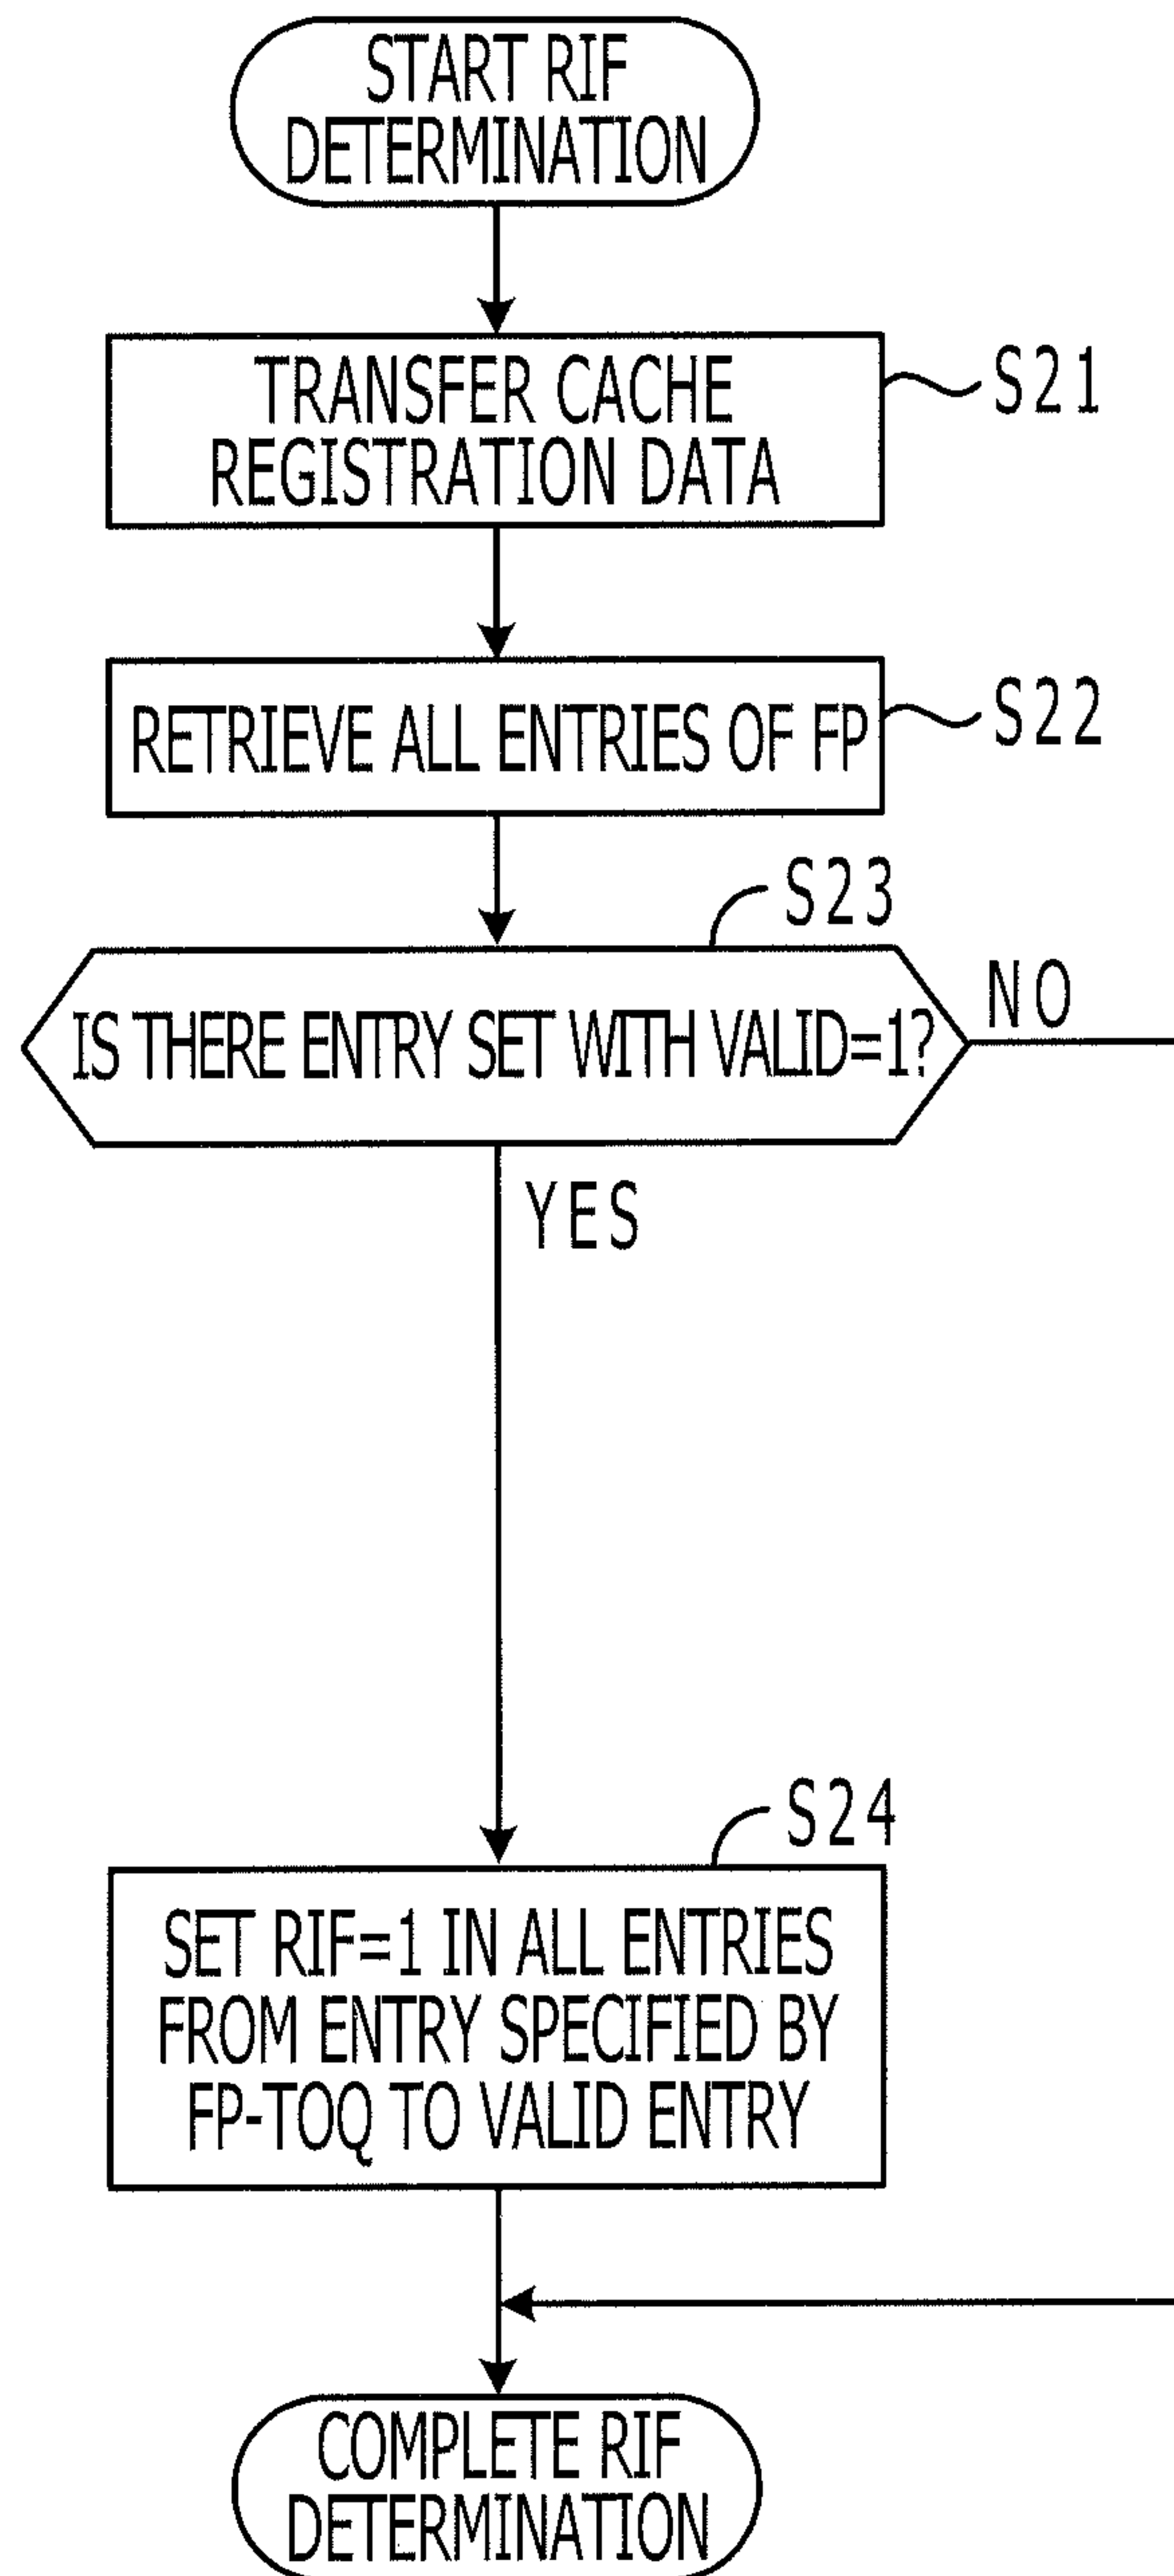 START RIF
DETERMINATION
TRANSFER CACHE
REGISTRATION DATA
S21
RETRIEVE ALL ENTRIES OF FP
S22
S23
IS THERE ENTRY SET WITH VALID=1?
NO
YES
S24
SET RIF=1 IN ALL ENTRIES
FROM ENTRY SPECIFIED BY
FP-TOQ TO VALID ENTRY
COMPLETE RIF
DETERMINATION